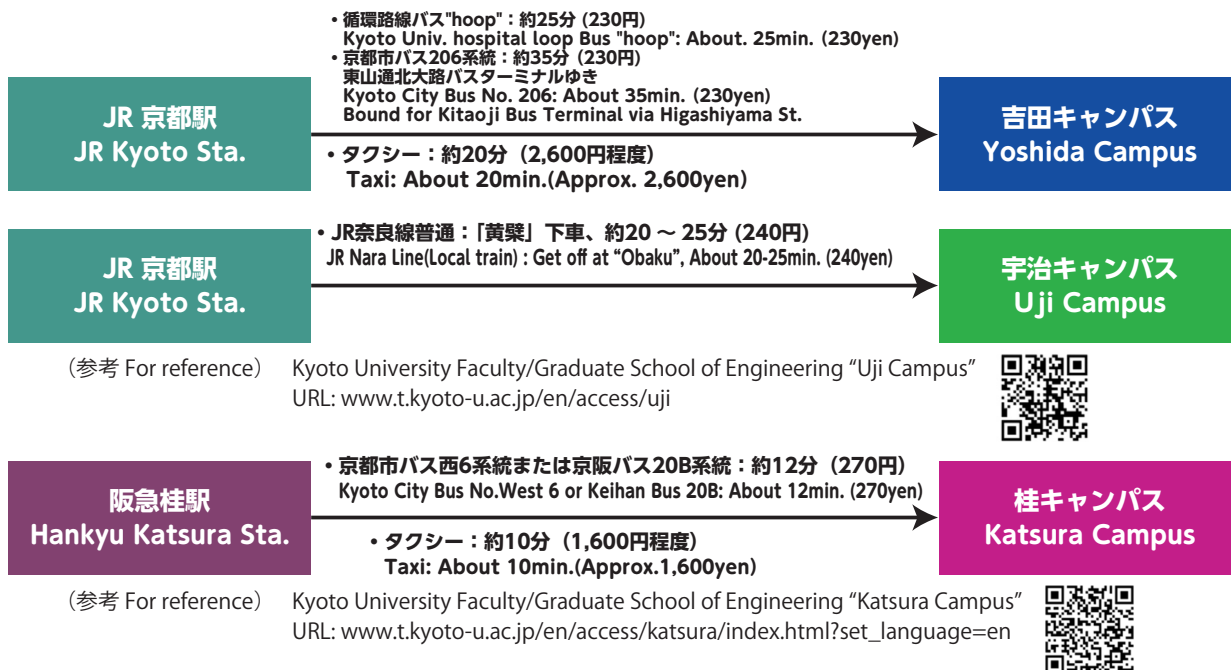 • 循環路線バス"hoop"：約25分 (230円)
Kyoto Univ. hospital loop Bus "hoop": About. 25min. (230yen)
• 京都市バス206系統：約35分 (230円)
東山通北大路バスターミナルゆき
Kyoto City Bus No. 206: About 35min. (230yen)
Bound for Kitaoji Bus Terminal via Higashiyama St.
JR 京都駅
JR Kyoto Sta.
吉田キャンパス
Yoshida Campus
• タクシー：約20分（2,600円程度）
Taxi: About 20min.(Approx. 2,600yen)
• JR奈良線普通：「黄檗」下車、約20 ～ 25分 (240円)
JR Nara Line(Local train) : Get off at “Obaku”, About 20-25min. (240yen)
JR 京都駅
JR Kyoto Sta.
宇治キャンパス
Uji Campus
（参考 For reference） Kyoto University Faculty/Graduate School of Engineering “Uji Campus”
URL: www.t.kyoto-u.ac.jp/en/access/uji
• 京都市バス西6系統または京阪バス20B系統：約12分（270円）
Kyoto City Bus No.West 6 or Keihan Bus 20B: About 12min. (270yen)
阪急桂駅
Hankyu Katsura Sta.
桂キャンパス
Katsura Campus
• タクシー：約10分（1,600円程度）
Taxi: About 10min.(Approx.1,600yen)
（参考 For reference） Kyoto University Faculty/Graduate School of Engineering “Katsura Campus”
URL: www.t.kyoto-u.ac.jp/en/access/katsura/index.html?set_language=en